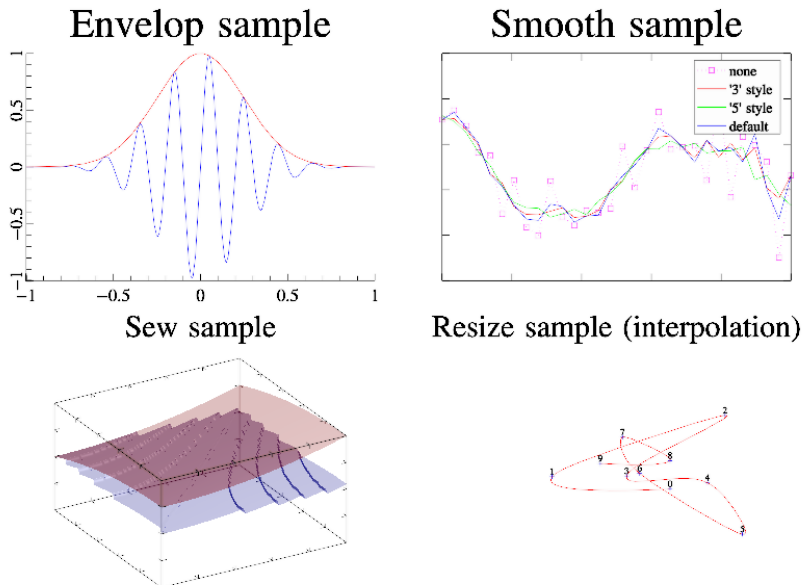 Envelop sample
Smooth sample
1
0.5
0
−0.5
−1
−1 −0.5 0 0.5 1
none
'3' style
'5' style
default
Sew sample
Resize sample (interpolation)
2
7
9 8
1 3 6 4
0
5